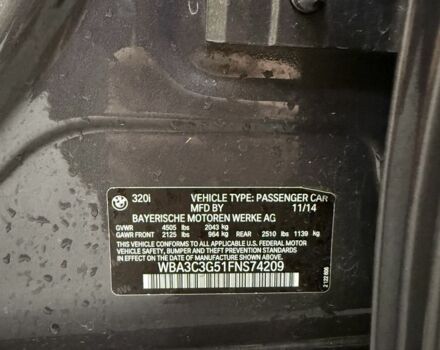 BMW
320i VEHICLE TYPE: PASSENGER CAR
MFD BY 11/14
BAYERISCHE MOTOREN WERKE AG
GVWR 4505 lbs 2043 kg
GAWR FRONT 2125 lbs 964 kg REAR 2510 lbs 1139 kg
THIS VEHICLE CONFORMS TO ALL APPLICABLE U.S. FEDERAL MOTOR
VEHICLE SAFETY, BUMPER, AND THEFT PREVENTION STANDARDS IN
EFFECT ON THE DATE OF MANUFACTURE SHOWN ABOVE.
WBA3C3G51FNS74209